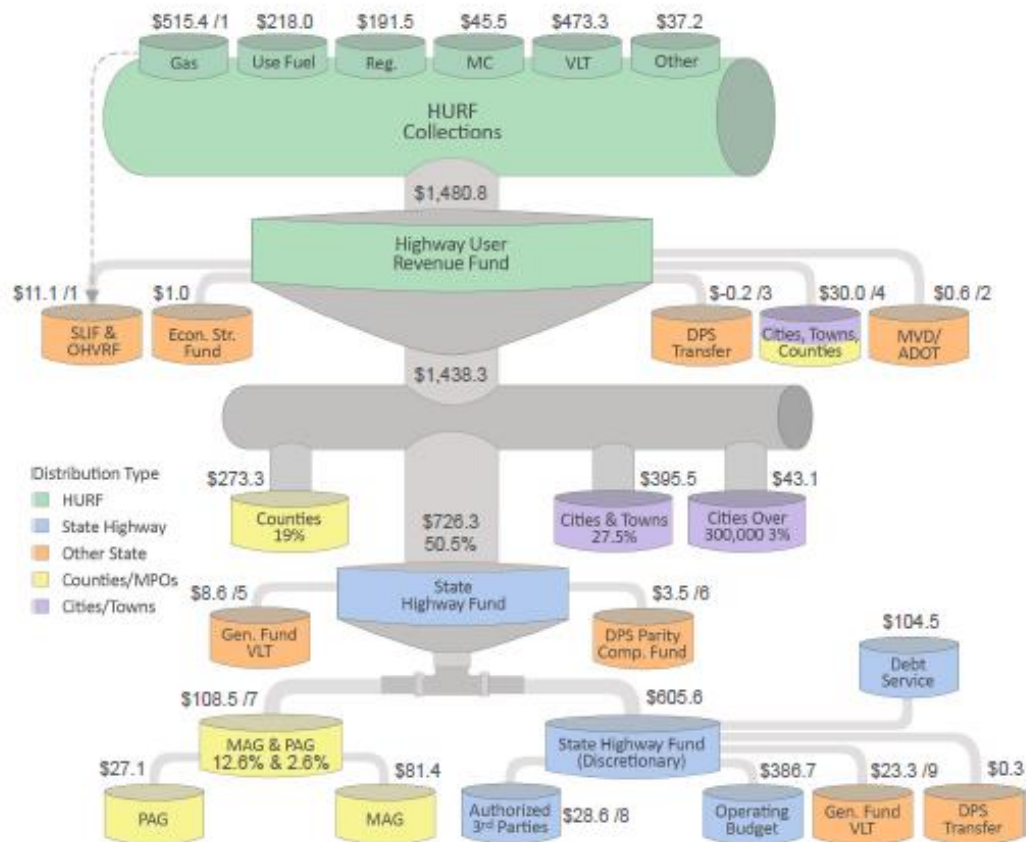 $515.4 /1 $218.0 $191.5 $45.5 $473.3 $37.2
Gas Use Fuel Reg. MC VLT Other
HURF
Collections
$1,480.8
Highway User
Revenue Fund
$11.1 /1 $1.0 $-0.2 /3 $30.0 /4 $0.6 /2
SLIF &
OHVRF
Econ. Str.
Fund
DPS
Transfer
Cities, Towns,
Counties
MVD/
ADOT
$1,438.3
Distribution Type
HURF
State Highway
Other State
Counties/MPOs
Cities/Towns
$273.3 $395.5 $43.1
Counties
19%
$726.3
50.5%
Cities & Towns
27.5%
Cities Over
300,000 3%
State
Highway Fund
$8.6 /5 $3.5 /6
Gen. Fund
VLT
DPS Parity
Comp. Fund
$104.5
Debt
Service
$108.5 /7 $605.6
MAG & PAG
12.6% & 2.6%
State Highway Fund
(Discretionary)
$27.1 $81.4 $386.7 $23.3 /9 $0.3
PAG MAG
Authorized
3rd Parties
$28.6 /8
Operating
Budget
Gen. Fund
VLT
DPS
Transfer